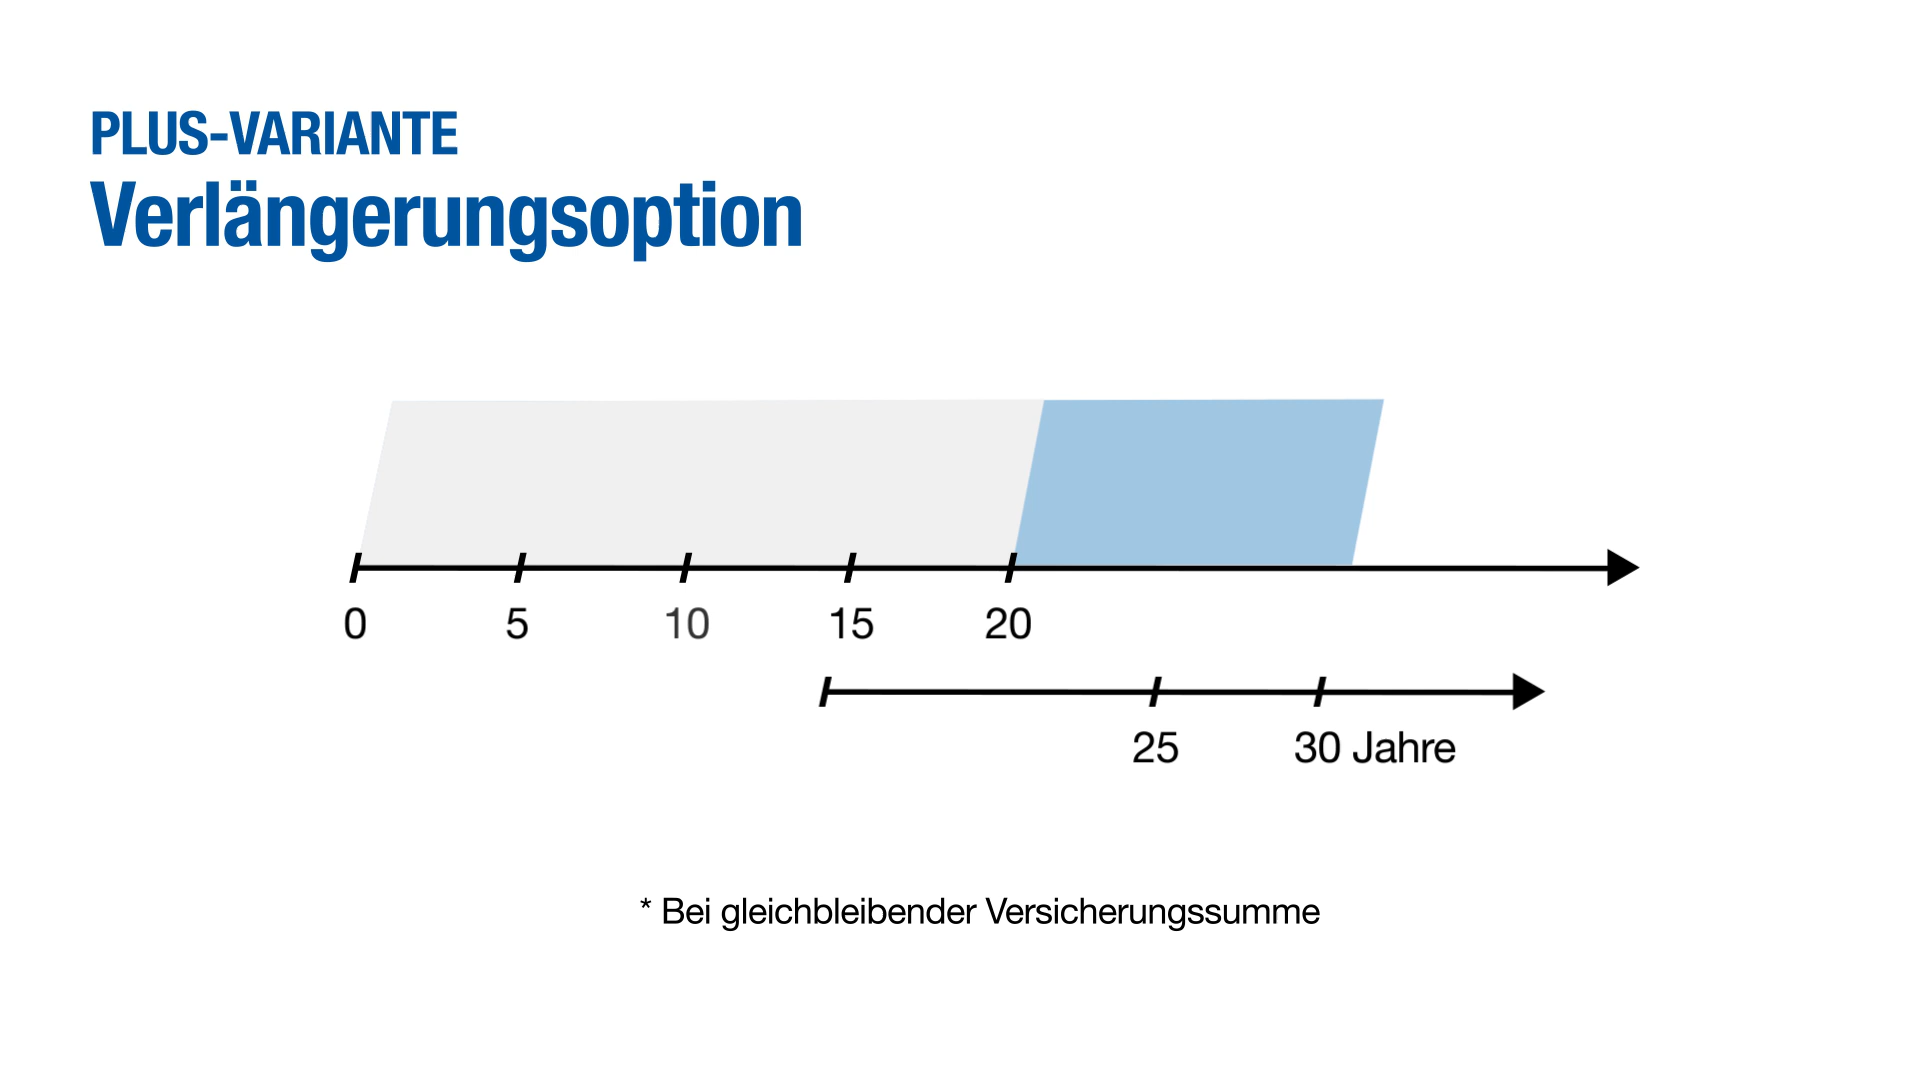 PLUS-VARIANTE
Verlängerungsoption
0 5 10 15 20
25 30 Jahre
* Bei gleichbleibender Versicherungssumme